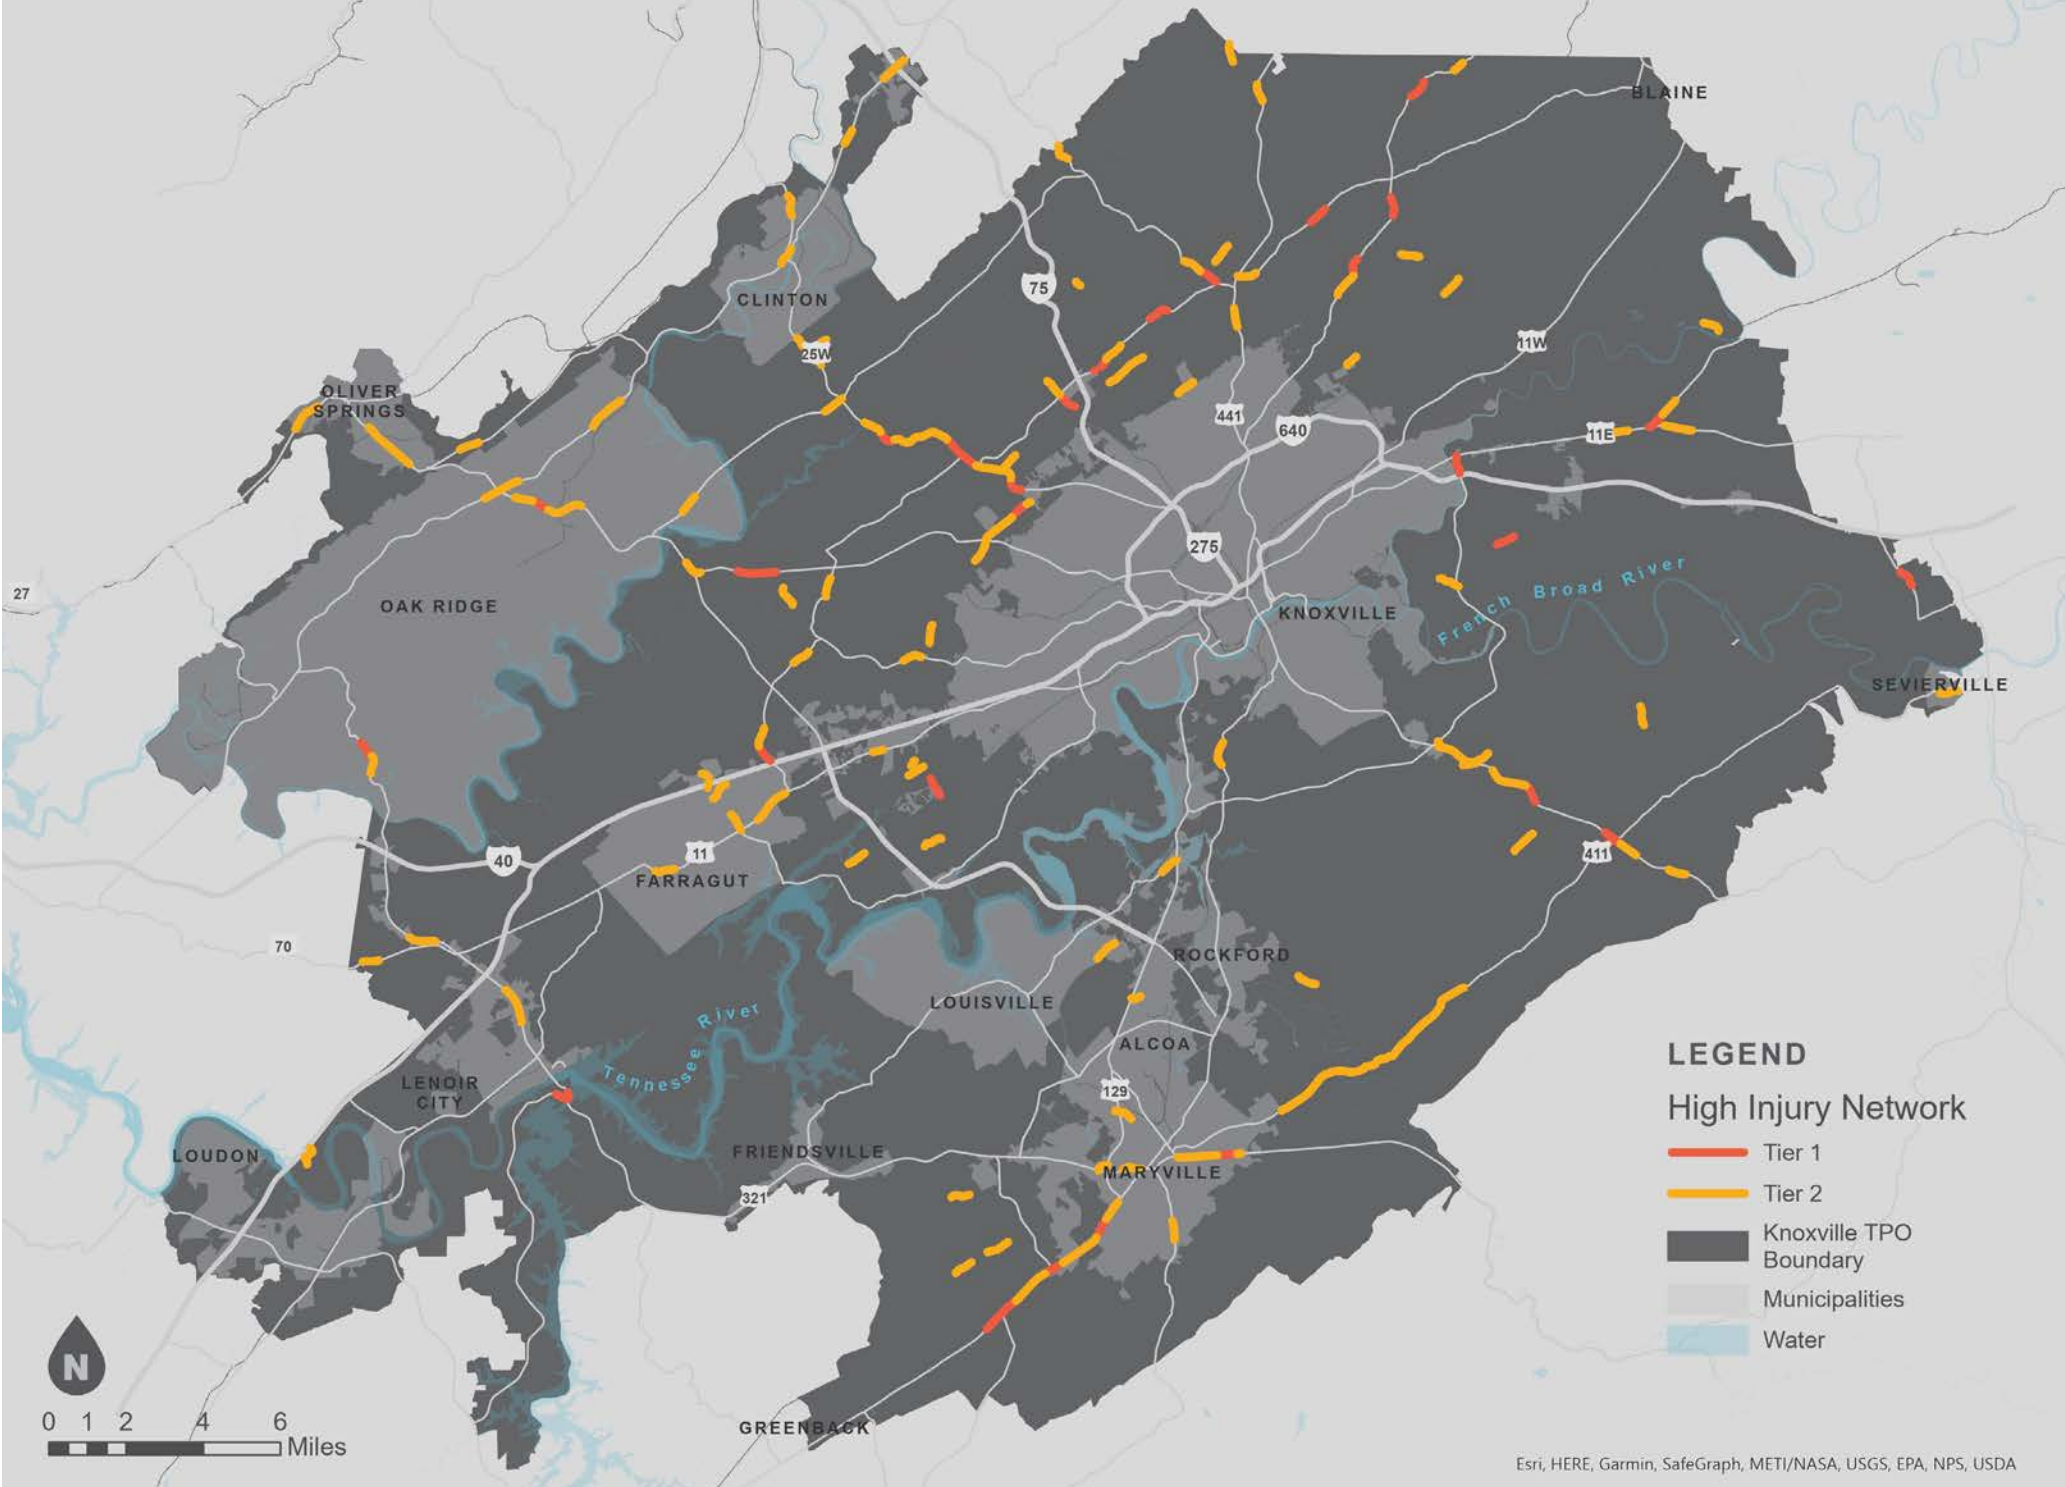 BLAINE
75
CLINTON
25W
11W
OLIVER
SPRINGS
441
640
11E
275
27
OAK RIDGE
KNOXVILLE
French Broad River
SEVIERVILLE
40
11
411
FARRAGUT
70
ROCKFORD
LOUISVILLE
Tennessee River
ALCOA
LENOIR
CITY
129
LOUDON
FRIENDSVILLE
MARYVILLE
321
GREENBACK
LEGEND
High Injury Network
Tier 1
Tier 2
Knoxville TPO
Boundary
Municipalities
Water
N
0 1 2 4 6
Miles
Esri, HERE, Garmin, SafeGraph, METI/NASA, USGS, EPA, NPS, USDA